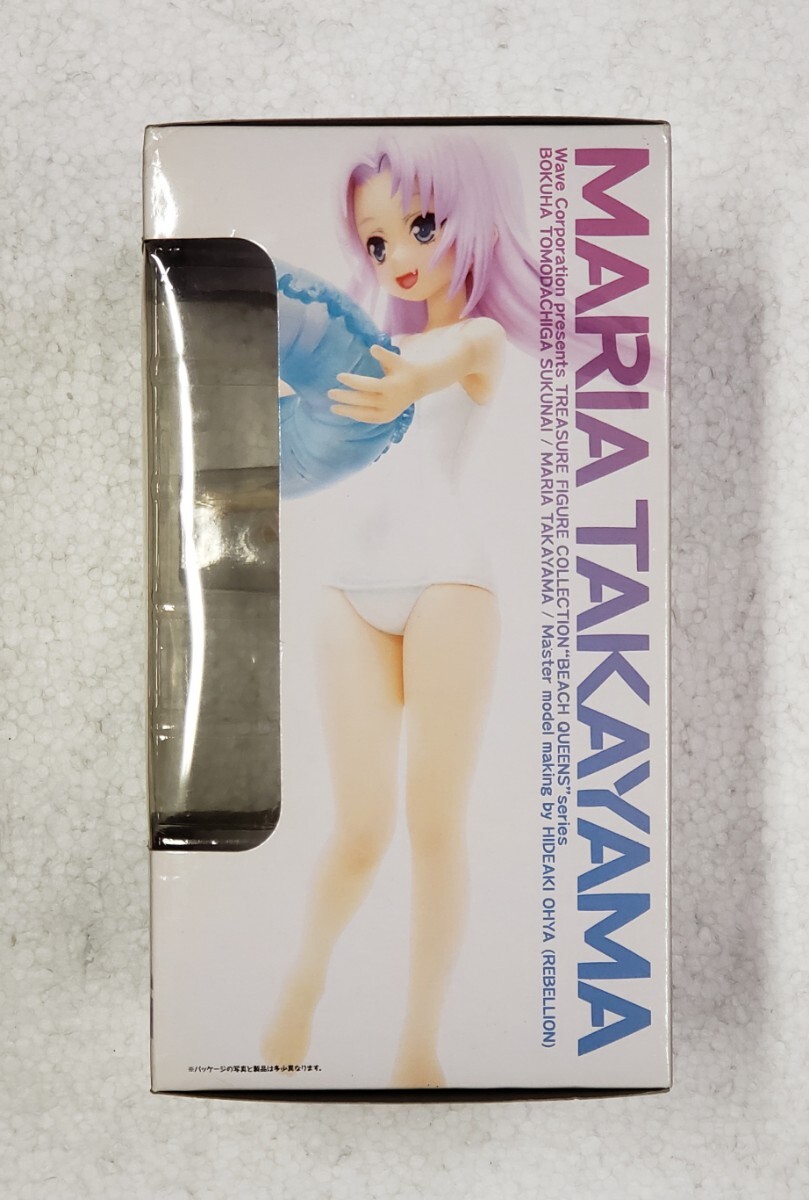 MARIA TAKAYAMA
Wave Corporation presents TREASURE FIGURE COLLECTION“BEACH QUEENS”series
BOKUHA TOMODACHIGA SUKUNAI / MARIA TAKAYAMA / Master model making by HIDEAKI OHYA (REBELLION)
※パッケージの写真と製品は多少異なります。